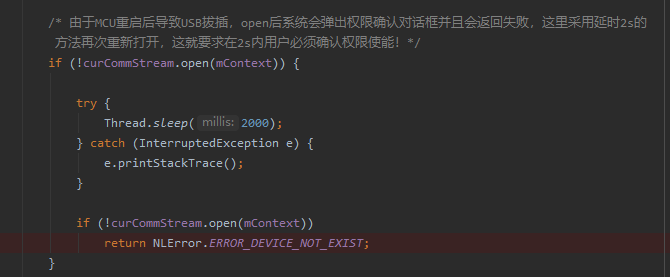 /* 由于MCU重启后导致USB拔插，open后系统会弹出权限确认对话框并且会返回失败，这里采用延时2s的
方法再次重新打开，这就要求在2s内用户必须确认权限使能！*/
if (!curCommStream.open(mContext)) {
try {
Thread.sleep( millis: 2000);
} catch (InterruptedException e) {
e.printStackTrace();
}
if (!curCommStream.open(mContext))
return NLError.ERROR_DEVICE_NOT_EXIST;
}